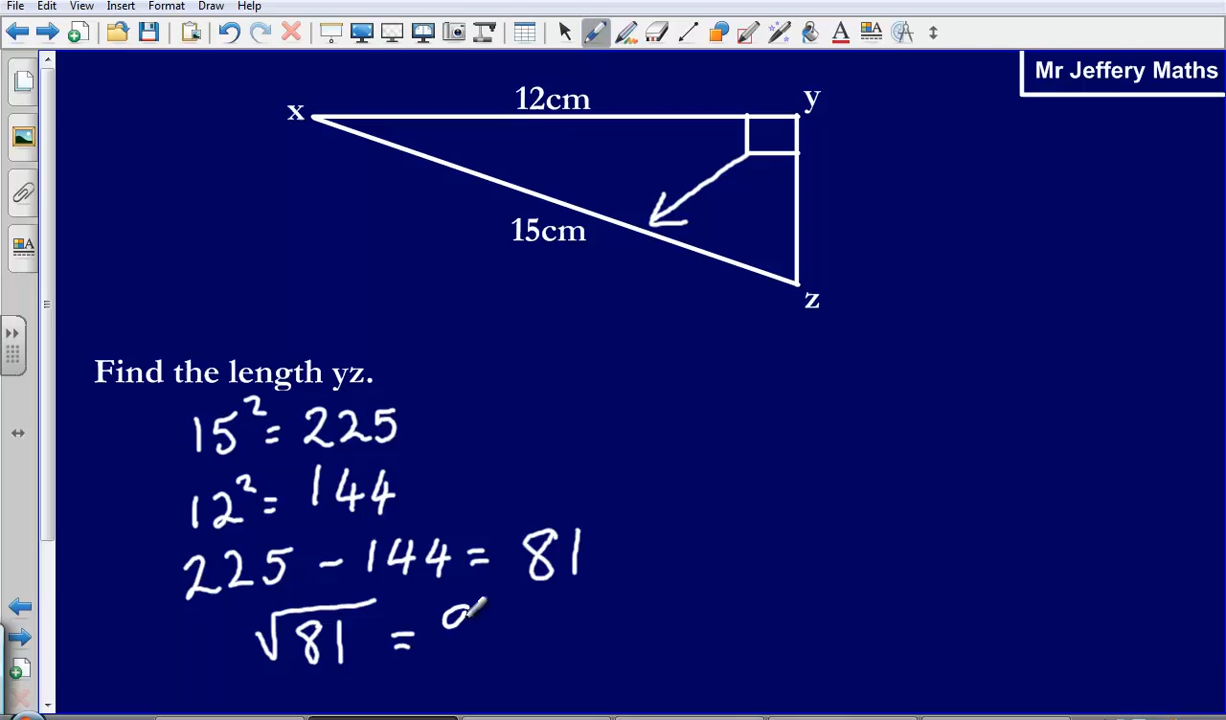 File Edit View Insert Format Draw Help
Mr Jeffery Maths
12cm
x
y
15cm
z
Find the length yz.
15² = 225
12² = 144
225 - 144 = 81
√81 =